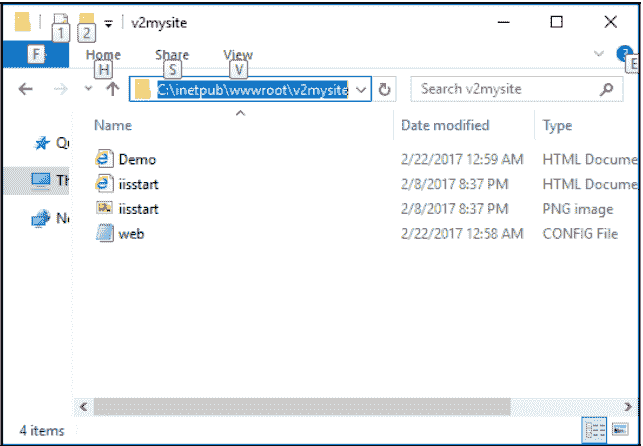 1 2 v2mysite
F Home Share View ? E
H S V
C:\inetpub\wwwroot\v2mysite Search v2mysite
Name Date modified Type
Demo 2/22/2017 12:59 AM HTML Docume
iisstart 2/8/2017 8:37 PM HTML Docume
iisstart 2/8/2017 8:37 PM PNG image
web 2/22/2017 12:58 AM CONFIG File
Qu
Th
Ne
4 items